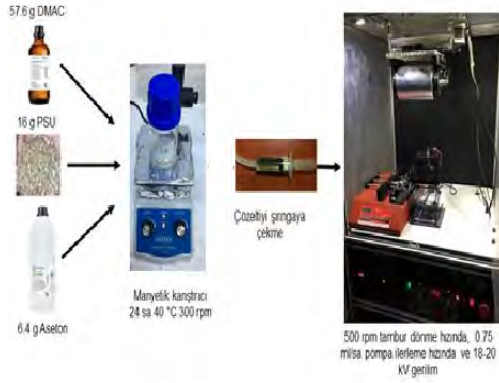 57.6 g DMAC
16 g PSU
6.4 g Aseton
Manyetik karıştırıcı
24 sa 40 °C 300 rpm
Çözeltiyi şırıngaya
çekme
500 rpm tambur dönme hızında, 0.75
ml/sa pompa ilerleme hızında ve 18-20
kV gerilim